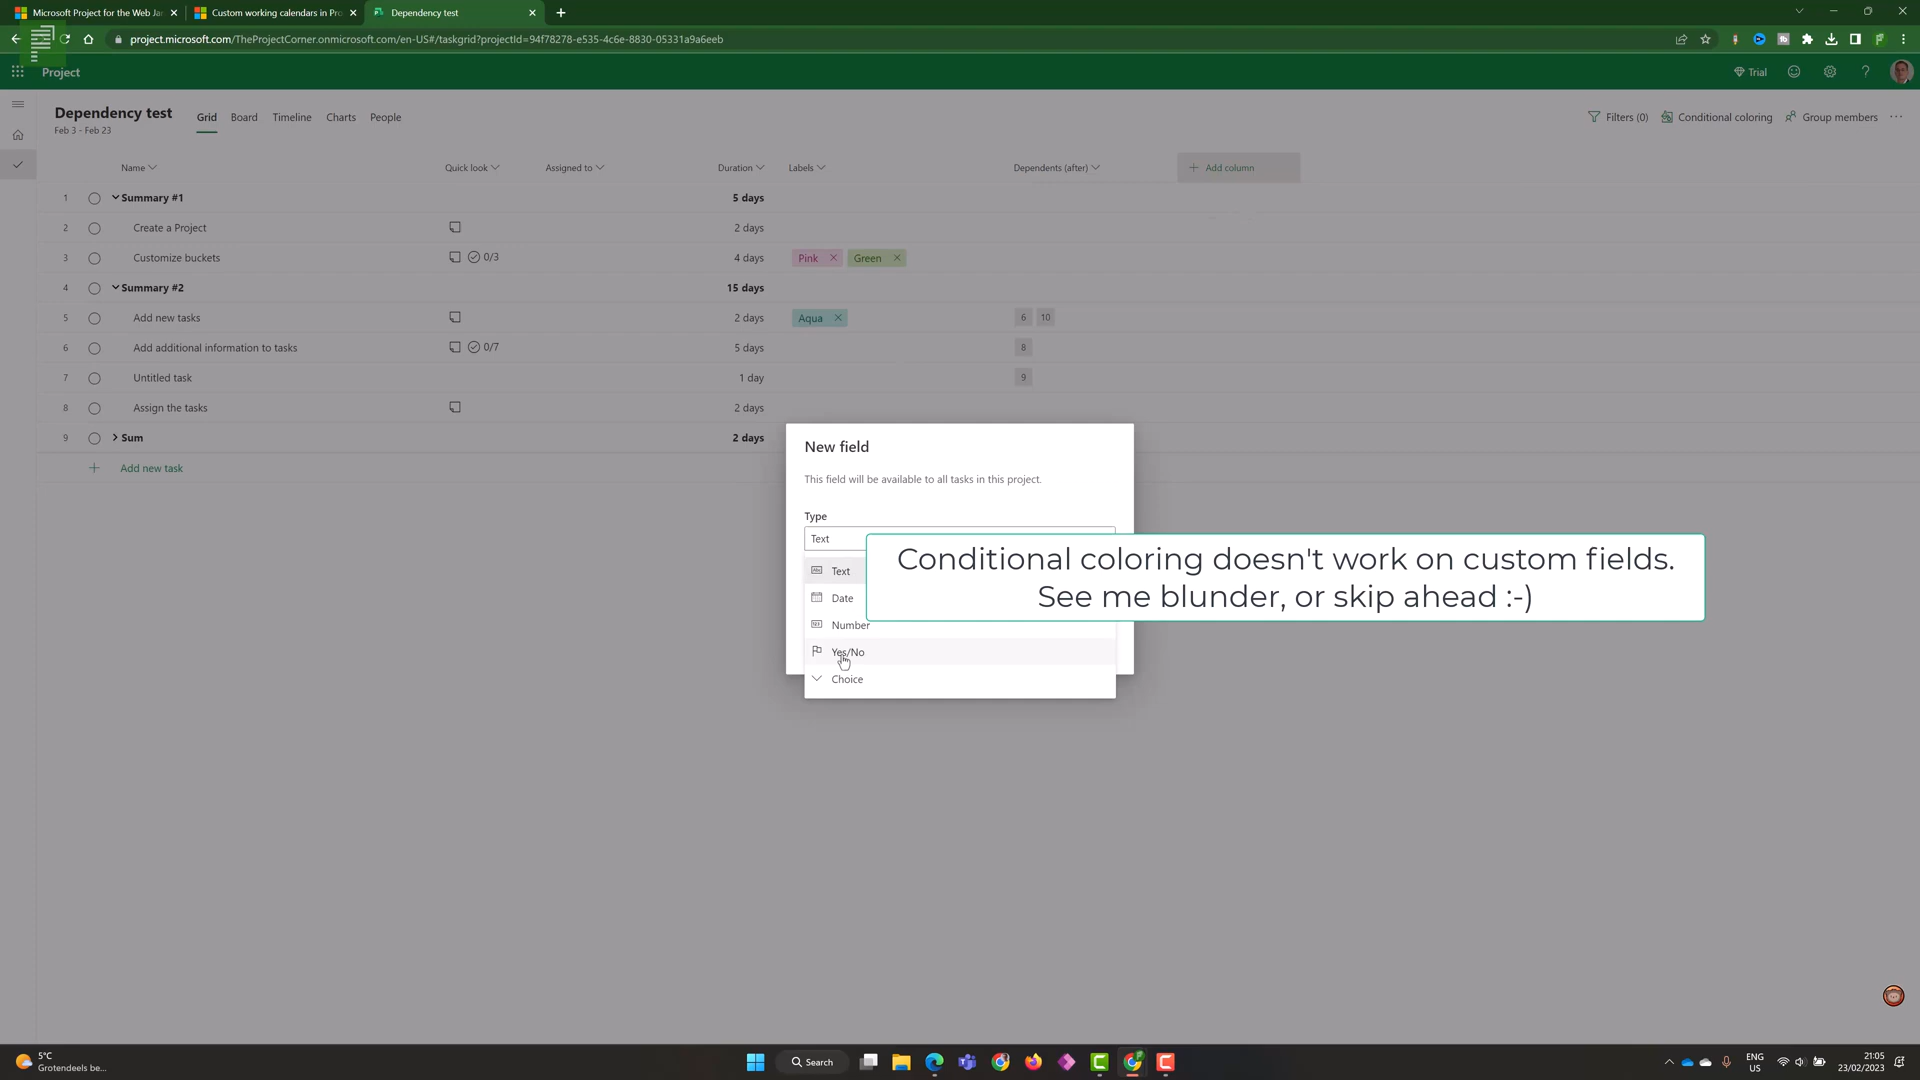 Microsoft Project for the Web Jan
Custom working calendars in Pro
Dependency test
project.microsoft.com/TheProjectCorner.onmicrosoft.com/en-US#/taskgrid?projectId=94f78278-e535-4c6e-8830-05331a9a6eeb
Project
Trial
Dependency test
Feb 3 - Feb 23
Grid
Board
Timeline
Charts
People
Filters (0)
Conditional coloring
Group members
Name
Quick look
Assigned to
Duration
Labels
Dependents (after)
Add column
1 Summary #1 5 days
2 Create a Project 2 days
3 Customize buckets 0/3 4 days Pink Green
4 Summary #2 15 days
5 Add new tasks 2 days Aqua 6 10
6 Add additional information to tasks 0/7 5 days 8
7 Untitled task 1 day 9
8 Assign the tasks 2 days
9 Sum 2 days
Add new task
New field
This field will be available to all tasks in this project.
Type
Text
Text
Date
Number
Yes/No
Choice
Conditional coloring doesn't work on custom fields.
See me blunder, or skip ahead :-)
5°C
Grotendeels be...
Search
ENG
US
21:05
23/02/2023